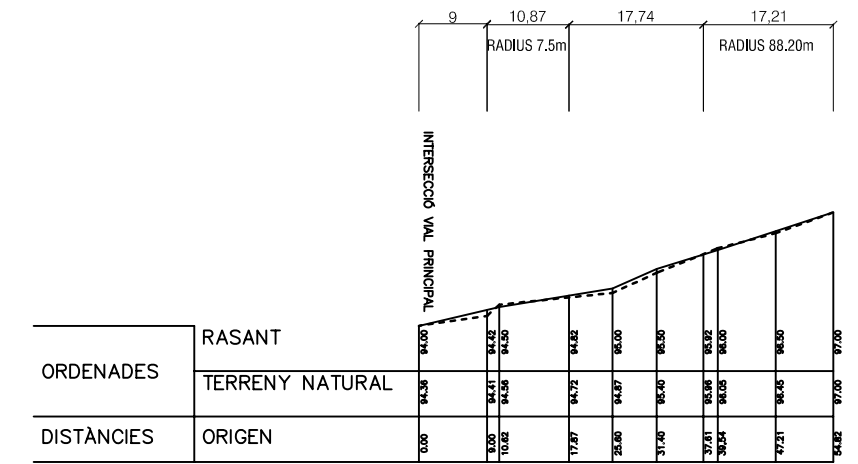 9 10,87 17,74 17,21
RADIUS 7.5m RADIUS 88.20m
INTERSECCIÓ VIAL PRINCIPAL
ORDENADES
RASANT 94.00 94.42 94.50 94.82 95.00 95.50 95.92 96.00 96.50 97.00
TERRENY NATURAL 94.36 94.41 94.56 94.72 94.87 95.40 95.96 96.05 96.45 97.00
DISTÀNCIES ORIGEN 0.00 9.00 10.62 17.87 25.60 31.40 37.61 39,54 47.21 54.82